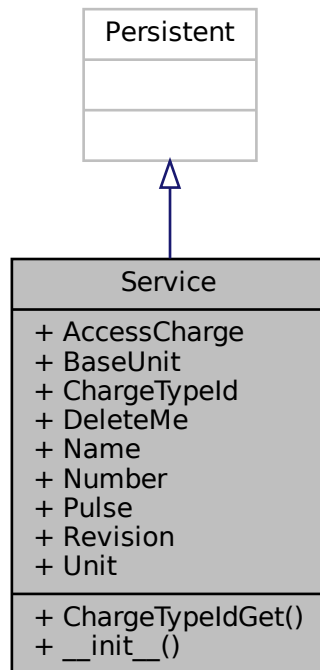 Persistent
Service
+ AccessCharge
+ BaseUnit
+ ChargeTypeId
+ DeleteMe
+ Name
+ Number
+ Pulse
+ Revision
+ Unit
+ ChargeTypeIdGet()
+ __init__()